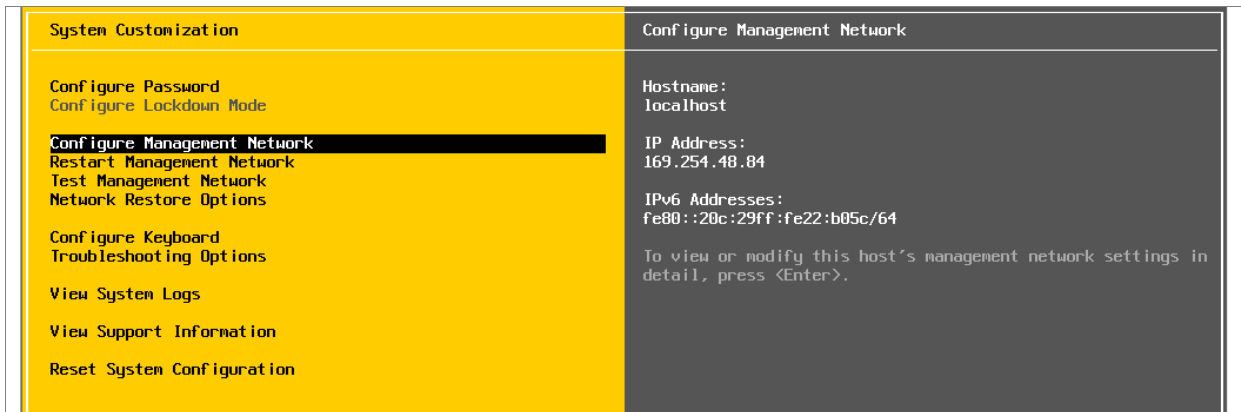 System Customization
Configure Password
Configure Lockdown Mode
Configure Management Network
Restart Management Network
Test Management Network
Network Restore Options
Configure Keyboard
Troubleshooting Options
View System Logs
View Support Information
Reset System Configuration
Configure Management Network
Hostname:
localhost
IP Address:
169.254.48.84
IPv6 Addresses:
fe80::20c:29ff:fe22:b05c/64
To view or modify this host's management network settings in
detail, press <Enter>.